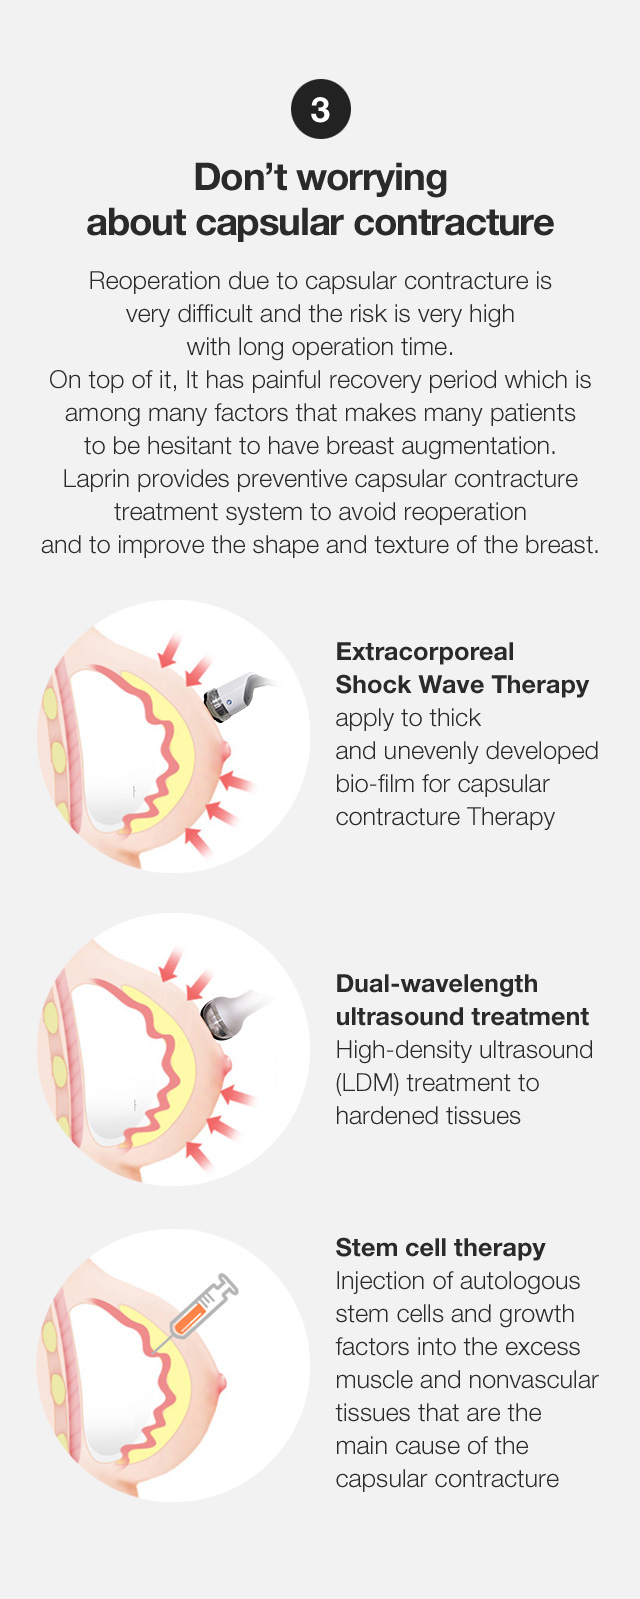 3
Don’t worrying
about capsular contracture
Reoperation due to capsular contracture is
very difficult and the risk is very high
with long operation time.
On top of it, It has painful recovery period which is
among many factors that makes many patients
to be hesitant to have breast augmentation.
Laprin provides preventive capsular contracture
treatment system to avoid reoperation
and to improve the shape and texture of the breast.
Extracorporeal
Shock Wave Therapy
apply to thick
and unevenly developed
bio-film for capsular
contracture Therapy
Dual-wavelength
ultrasound treatment
High-density ultrasound
(LDM) treatment to
hardened tissues
Stem cell therapy
Injection of autologous
stem cells and growth
factors into the excess
muscle and nonvascular
tissues that are the
main cause of the
capsular contracture